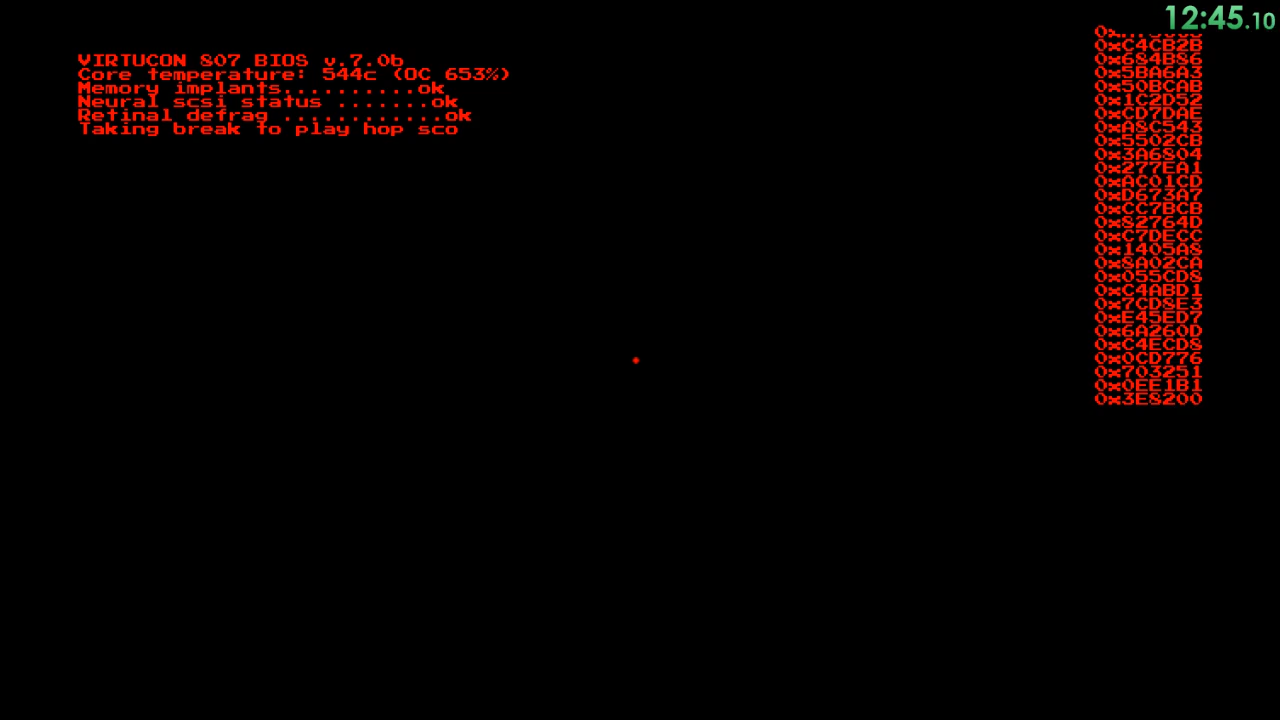 12:45.10
VIRTUCON 807 BIOS v.7.0b
Core temperature: 544c (OC 653%)
Memory implants..........ok
Neural scsi status .......ok
Retinal defrag ............ok
Taking break to play hop sco
0xC4CB2B
0x684B86
0x5BA6A3
0x50BCAB
0x1C2D52
0xCD7DAE
0xA8C543
0x5502CB
0x3A6804
0x277EA1
0xAC01CD
0xD673A7
0xCC7BCB
0x82764D
0xC7DECC
0x1405A8
0x8A02CA
0x055CD8
0xC4ABD1
0x7CD8E3
0xE45ED7
0x6A260D
0xC4ECD8
0x0CD776
0x703251
0x0EE1B1
0x3E8200